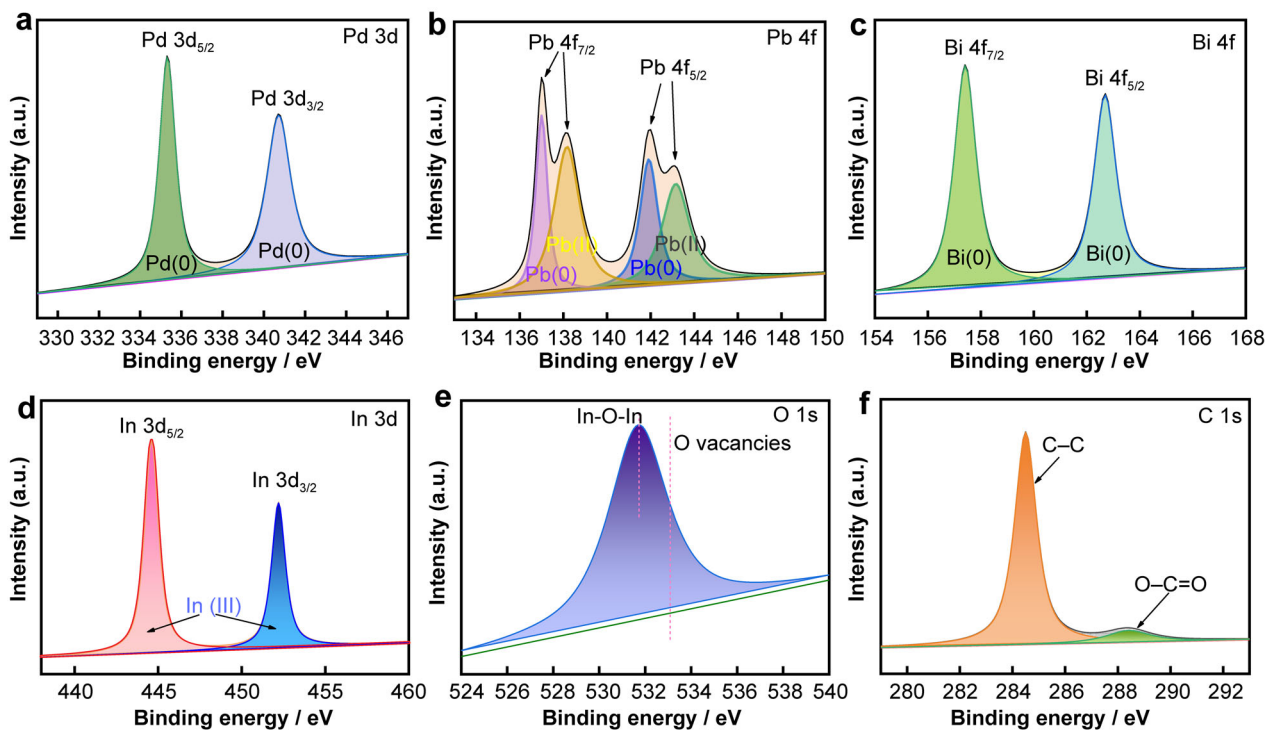 a
Pd 3d
Pd 3d5/2
Pd 3d3/2
Pd(0)
Pd(0)
Intensity (a.u.)
330 332 334 336 338 340 342 344 346
Binding energy / eV
b
Pb 4f
Pb 4f7/2
Pb 4f5/2
Pb(II)
Pb(II)
Pb(0)
Pb(0)
Intensity (a.u.)
134 136 138 140 142 144 146 148 150
Binding energy / eV
c
Bi 4f
Bi 4f7/2
Bi 4f5/2
Bi(0)
Bi(0)
Intensity (a.u.)
154 156 158 160 162 164 166 168
Binding energy / eV
d
In 3d
In 3d5/2
In 3d3/2
In (III)
Intensity (a.u.)
440 445 450 455 460
Binding energy / eV
e
O 1s
In-O-In
O vacancies
Intensity (a.u.)
524 526 528 530 532 534 536 538 540
Binding energy / eV
f
C 1s
C–C
O–C=O
Intensity (a.u.)
280 282 284 286 288 290 292
Binding energy / eV